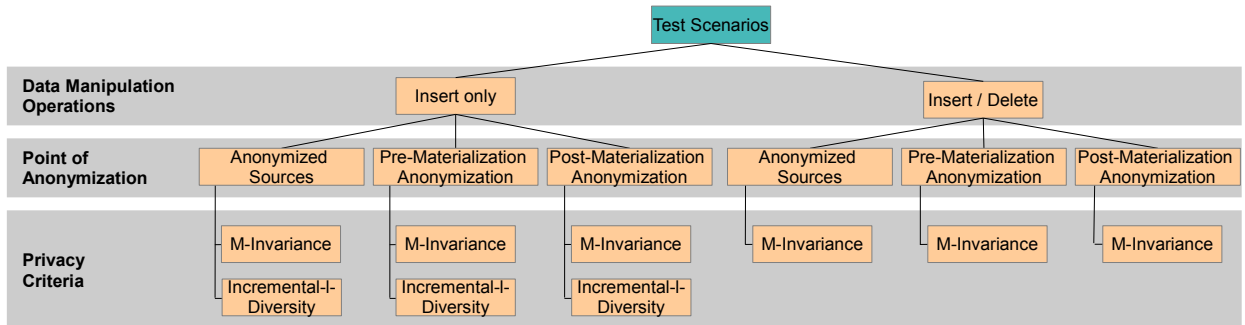 Test Scenarios
Data Manipulation
Operations
Insert only
Insert / Delete
Point of
Anonymization
Anonymized
Sources
Pre-Materialization
Anonymization
Post-Materialization
Anonymization
Anonymized
Sources
Pre-Materialization
Anonymization
Post-Materialization
Anonymization
Privacy
Criteria
M-Invariance
M-Invariance
M-Invariance
M-Invariance
M-Invariance
M-Invariance
Incremental-l-
Diversity
Incremental-l-
Diversity
Incremental-l-
Diversity